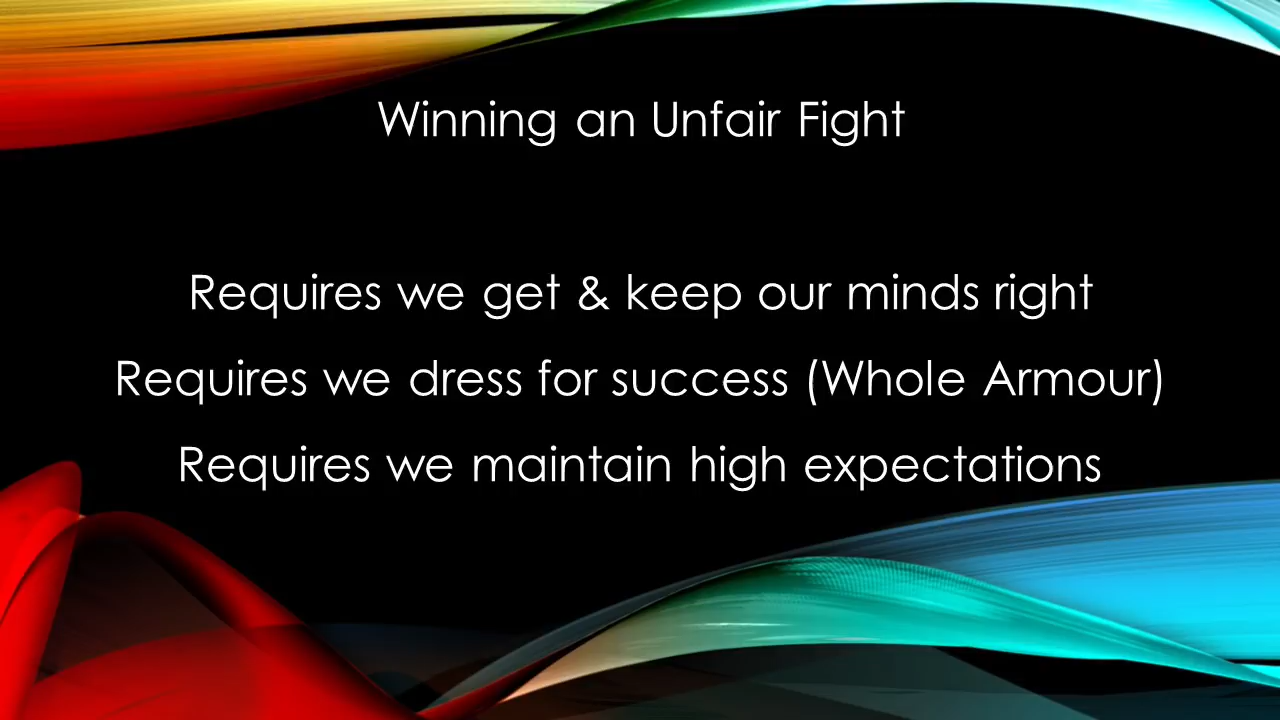 Winning an Unfair Fight
Requires we get & keep our minds right
Requires we dress for success (Whole Armour)
Requires we maintain high expectations